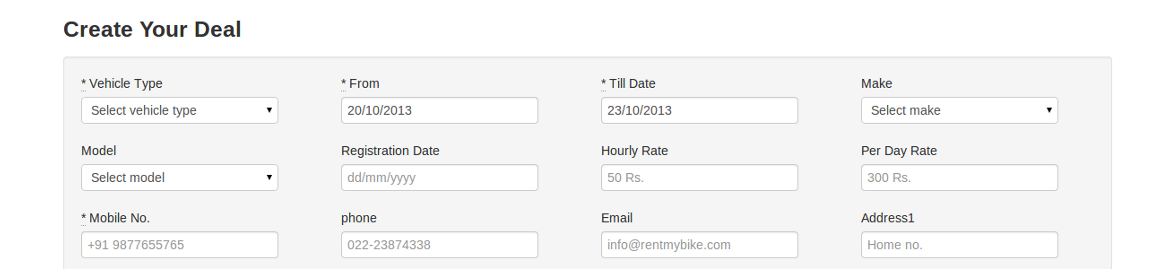 Create Your Deal
* Vehicle Type * From * Till Date Make
Select vehicle type 20/10/2013 23/10/2013 Select make
Model Registration Date Hourly Rate Per Day Rate
Select model dd/mm/yyyy 50 Rs. 300 Rs.
* Mobile No. phone Email Address1
+91 9877655765 022-23874338 info@rentmybike.com Home no.